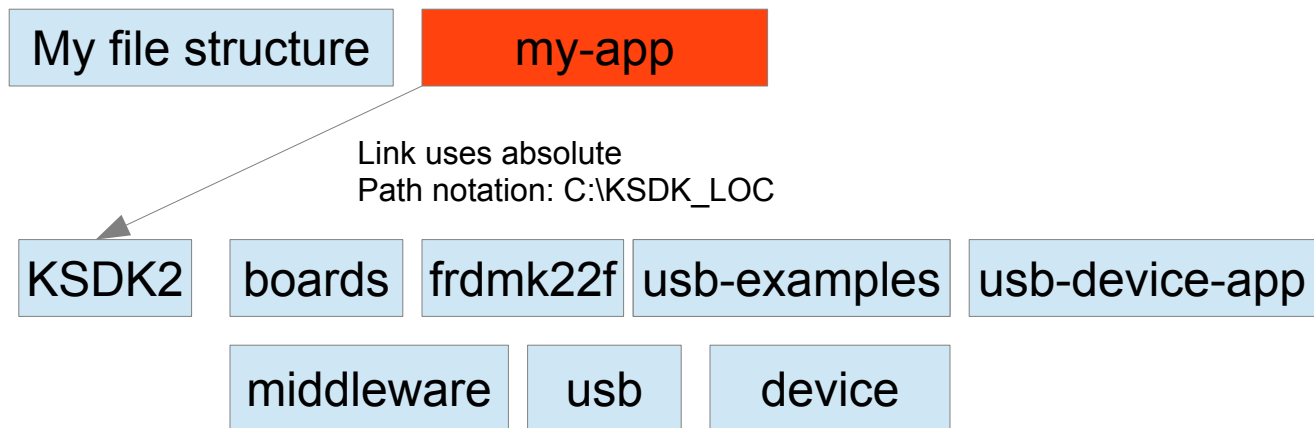 My file structure
my-app
Link uses absolute
Path notation: C:\KSDK_LOC
KSDK2
boards
frdmk22f
usb-examples
usb-device-app
middleware
usb
device